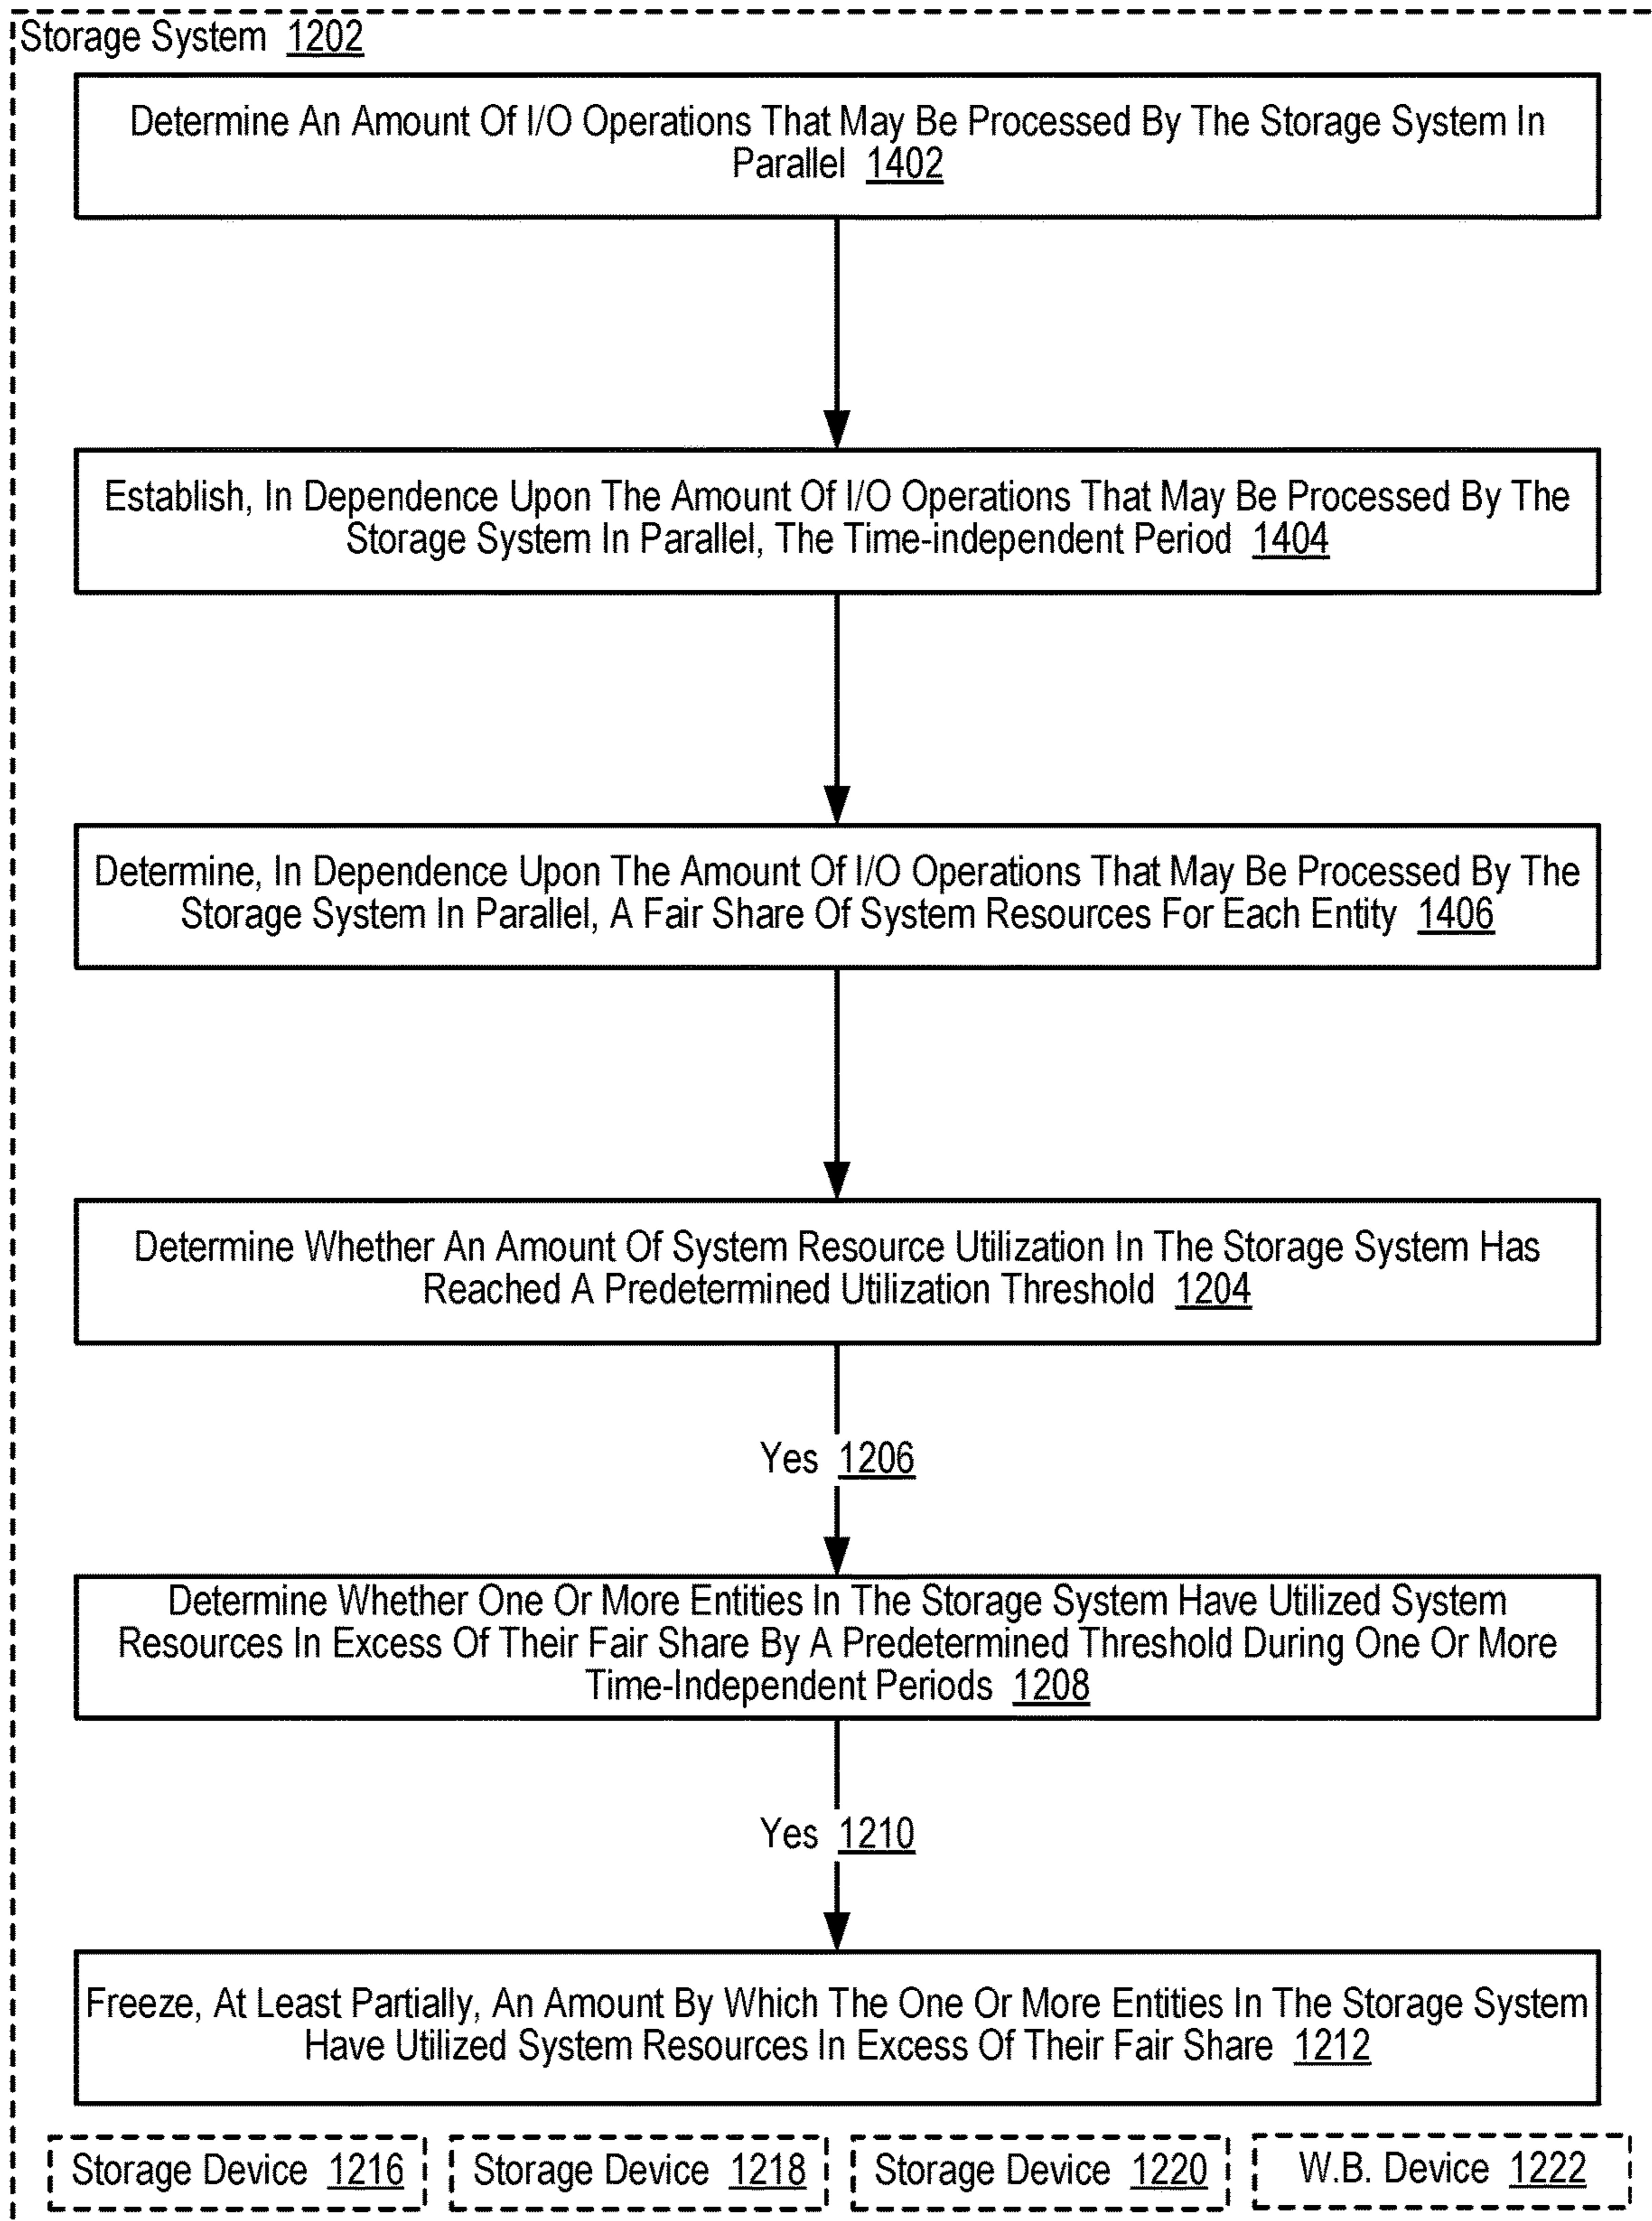 Storage System 1202
Determine An Amount Of I/O Operations That May Be Processed By The Storage System In
Parallel 1402
Establish, In Dependence Upon The Amount Of I/O Operations That May Be Processed By The
Storage System In Parallel, The Time-independent Period 1404
Determine, In Dependence Upon The Amount Of I/O Operations That May Be Processed By The
Storage System In Parallel, A Fair Share Of System Resources For Each Entity 1406
Determine Whether An Amount Of System Resource Utilization In The Storage System Has
Reached A Predetermined Utilization Threshold 1204
Yes 1206
Determine Whether One Or More Entities In The Storage System Have Utilized System
Resources In Excess Of Their Fair Share By A Predetermined Threshold During One Or More
Time-Independent Periods 1208
Yes 1210
Freeze, At Least Partially, An Amount By Which The One Or More Entities In The Storage System
Have Utilized System Resources In Excess Of Their Fair Share 1212
Storage Device 1216
Storage Device 1218
Storage Device 1220
W.B. Device 1222